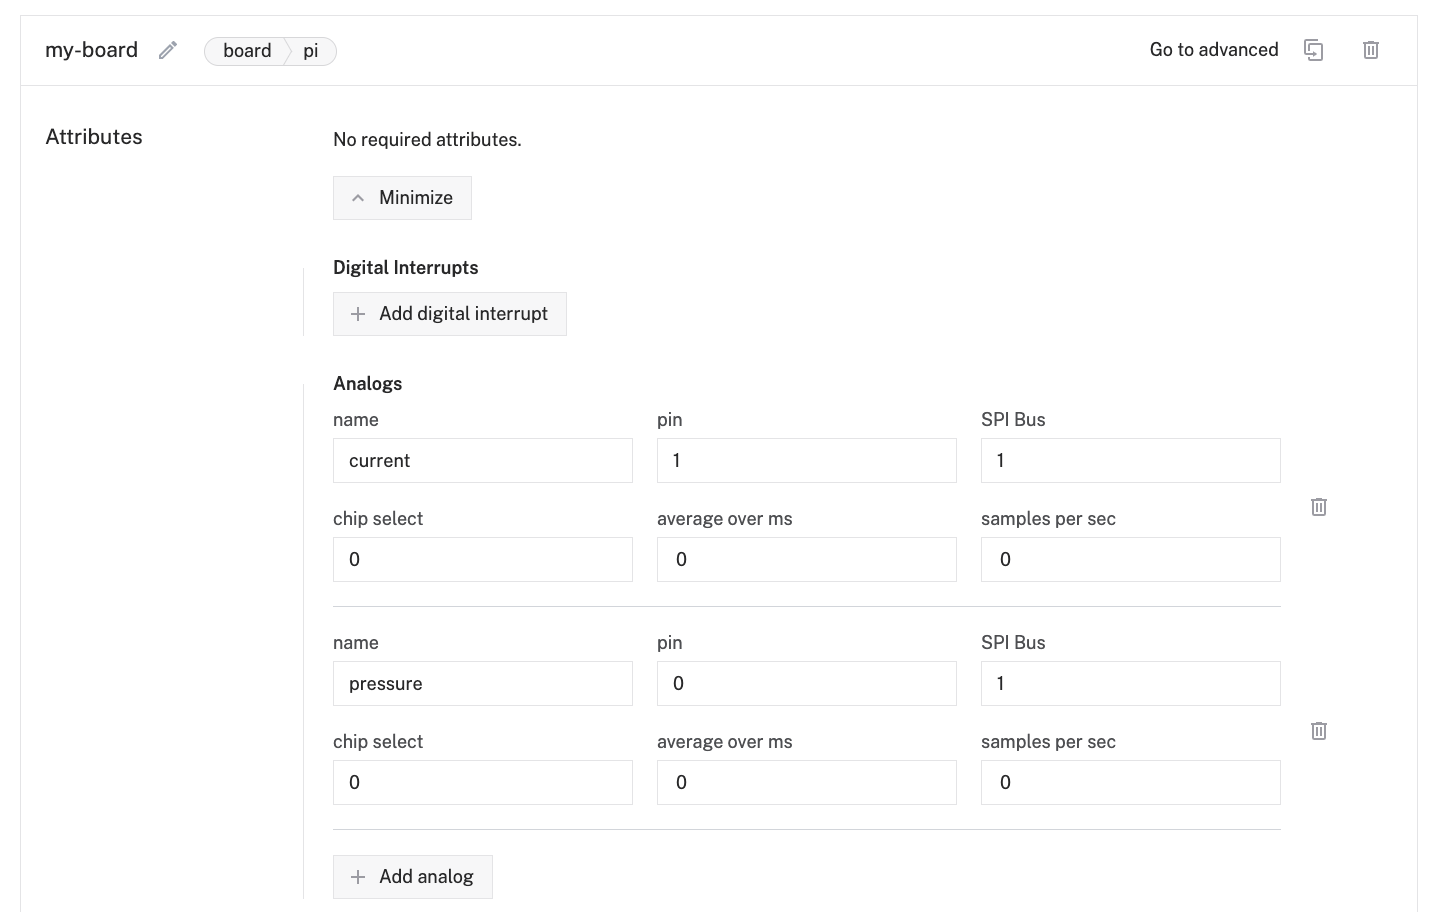 my-board board pi Go to advanced
Attributes No required attributes.
Minimize
Digital Interrupts
Add digital interrupt
Analogs
name pin SPI Bus
current 1 1
chip select average over ms samples per sec
0 0 0
name pin SPI Bus
pressure 0 1
chip select average over ms samples per sec
0 0 0
Add analog